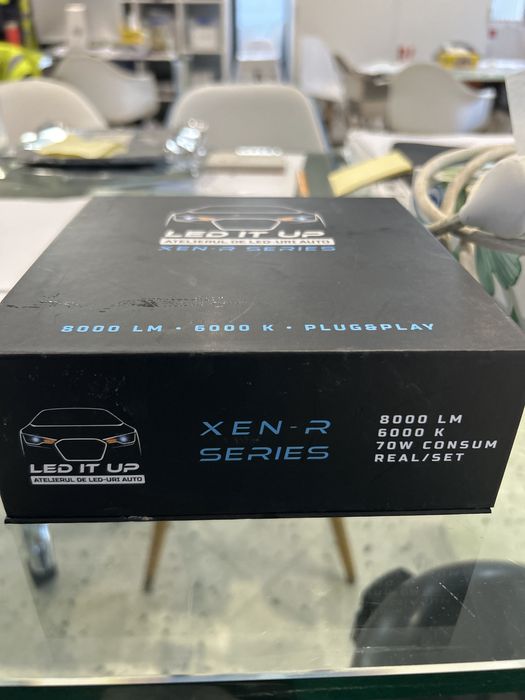 LED IT UP
ATELIERUL DE LED-URI AUTO
XEN-R SERIES
8000 LM • 6000 K • PLUG&PLAY
LED IT UP
ATELIERUL DE LED-URI AUTO
XEN-R
SERIES
8000 LM
6000 K
70W CONSUM
REAL/SET